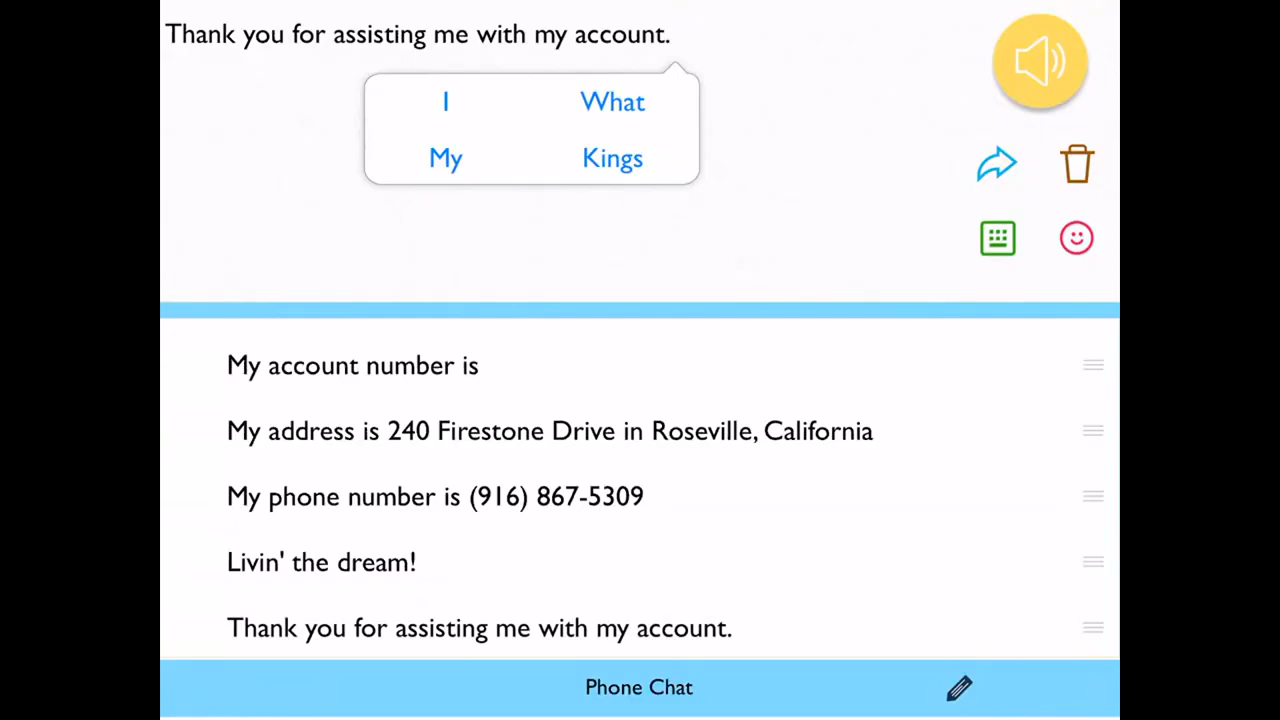 Thank you for assisting me with my account.
I What
My Kings
My account number is
My address is 240 Firestone Drive in Roseville, California
My phone number is (916) 867-5309
Livin' the dream!
Thank you for assisting me with my account.
Phone Chat